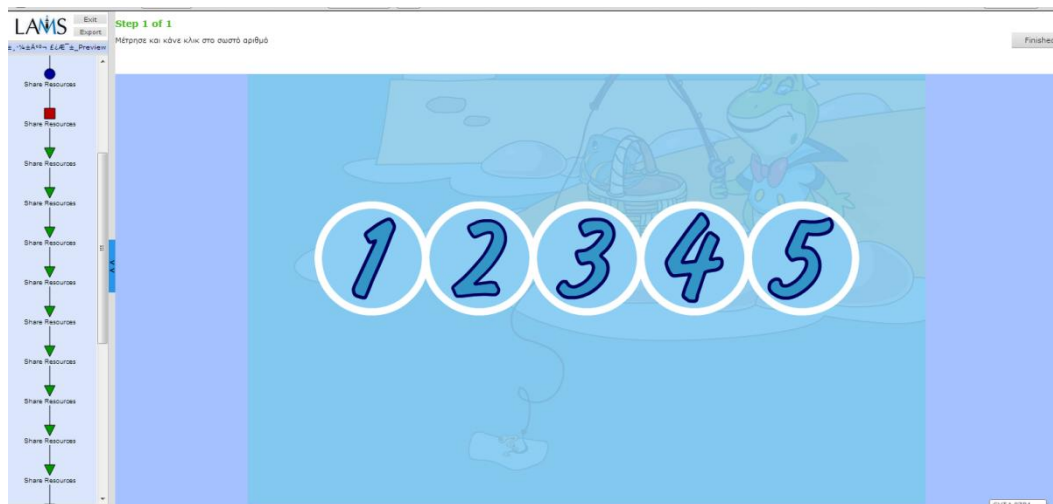 LAMS
Exit
Export
Step 1 of 1
Μέτρησε και κάνε κλικ στο σωστό αριθμό
Finished
_Preview
Share Resources
Share Resources
Share Resources
Share Resources
Share Resources
Share Resources
Share Resources
Share Resources
Share Resources
Share Resources
Share Resources
1 2 3 4 5